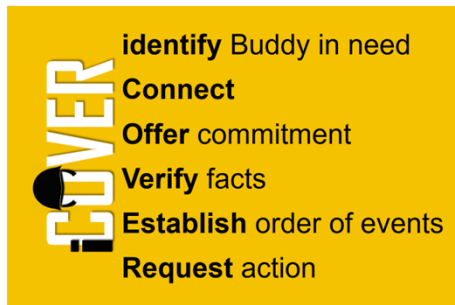 iCOVER
identify Buddy in need
Connect
Offer commitment
Verify facts
Establish order of events
Request action